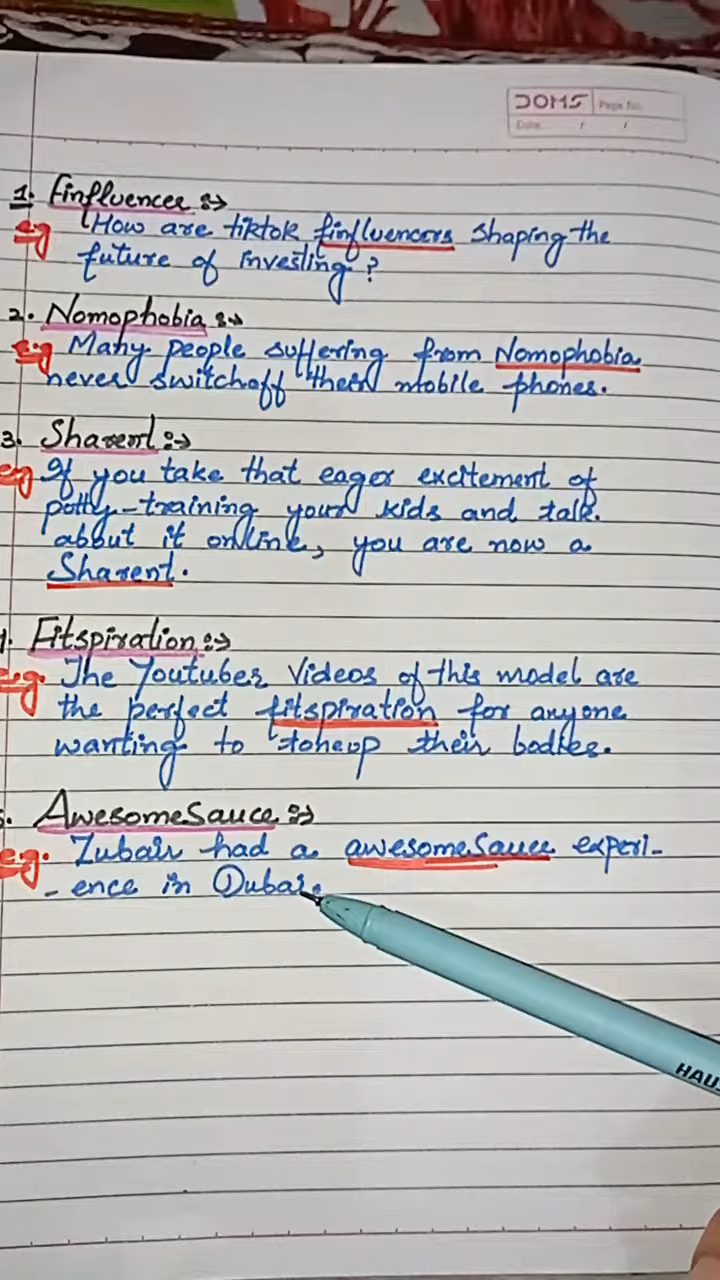 DOMS Page No.
Date / /
1. Finfluencer :→
eg How are tiktok finfluencers shaping the
future of investing?
2. Nomophobia :→
eg Many people suffering from Nomophobia
never switchoff their mobile phones.
3. Sharent :→
eg If you take that eager excitement of
potty-training your kids and talk.
about it online, you are now a
Sharent.
4. Fitspiration :→
eg. The Youtuber Videos of this model are
the perfect fitspiration for anyone
wanting to toneup their bodies.
5. AwesomeSauce :→
eg. Zubair had a awesomeSauce experi-
- ence in Dubai.
HAUS